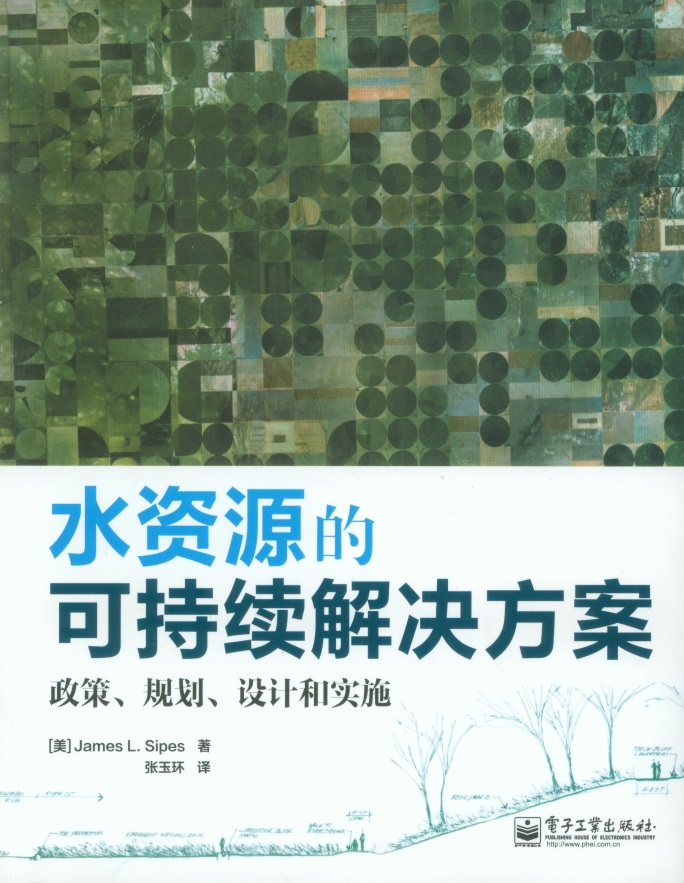 水资源的
可持续解决方案
政策、规划、设计和实施
[美] James L. Sipes 著
张玉环 译
電子工業出版社·
PUBLISHING HOUSE OF ELECTRONICS INDUSTRY
http://www.phei.com.cn